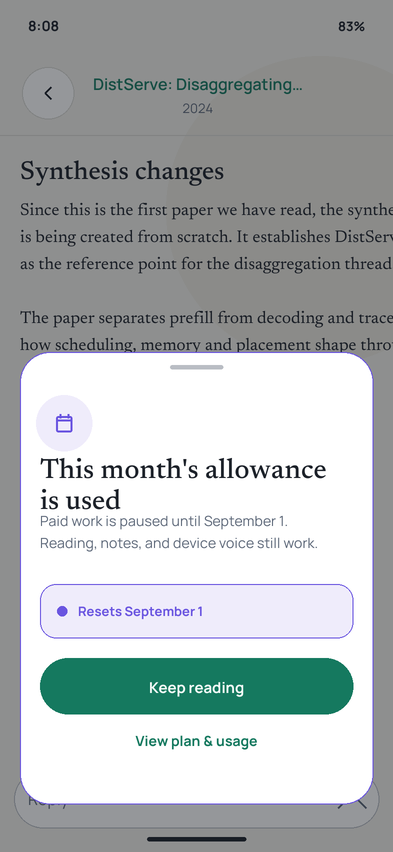 8:08
83%
DistServe: Disaggregating...
2024
Synthesis changes
Since this is the first paper we have read, the synthe
is being created from scratch. It establishes DistSer
as the reference point for the disaggregation thread
The paper separates prefill from decoding and trace
how scheduling, memory and placement shape throu
This month's allowance
is used
Paid work is paused until September 1.
Reading, notes, and device voice still work.
Resets September 1
Keep reading
View plan & usage